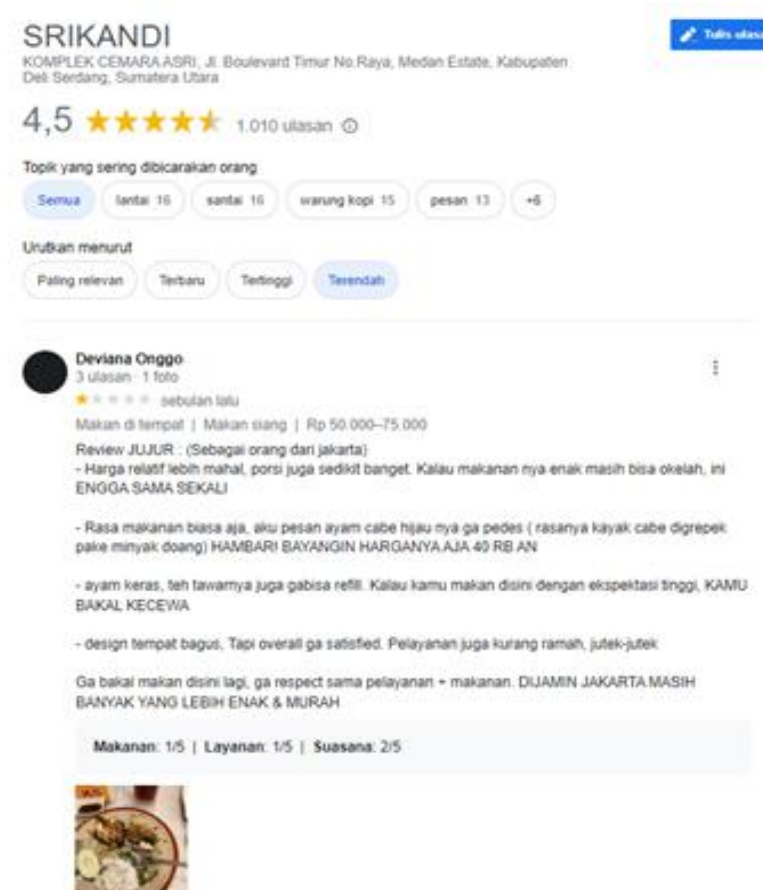 SRIKANDI
KOMPLEK CEMARA ASRI, Jl. Boulevard Timur No.Raya, Medan Estate, Kabupaten
Deli Serdang, Sumatera Utara
Tulis ulasa
4,5 1.010 ulasan
Topik yang sering dibicarakan orang
Semua lantai 16 santai 16 warung kopi 15 pesan 13 +6
Urutkan menurut
Paling relevan Terbaru Tertinggi Terendah
Deviana Onggo
3 ulasan · 1 foto
sebulan lalu
Makan di tempat | Makan siang | Rp 50.000–75.000
Review JUJUR : (Sebagai orang dari jakarta)
- Harga relatif lebih mahal, porsi juga sedikit banget. Kalau makanan nya enak masih bisa okelah, ini
ENGGA SAMA SEKALI
- Rasa makanan biasa aja, aku pesan ayam cabe hijau nya ga pedes ( rasanya kayak cabe digrepek
pake minyak doang) HAMBAR! BAYANGIN HARGANYA AJA 40 RB AN
- ayam keras, teh tawarnya juga gabisa refill. Kalau kamu makan disini dengan ekspektasi tinggi, KAMU
BAKAL KECEWA
- design tempat bagus, Tapi overall ga satisfied. Pelayanan juga kurang ramah, jutek-jutek
Ga bakal makan disini lagi, ga respect sama pelayanan + makanan. DIJAMIN JAKARTA MASIH
BANYAK YANG LEBIH ENAK & MURAH
Makanan: 1/5 | Layanan: 1/5 | Suasana: 2/5